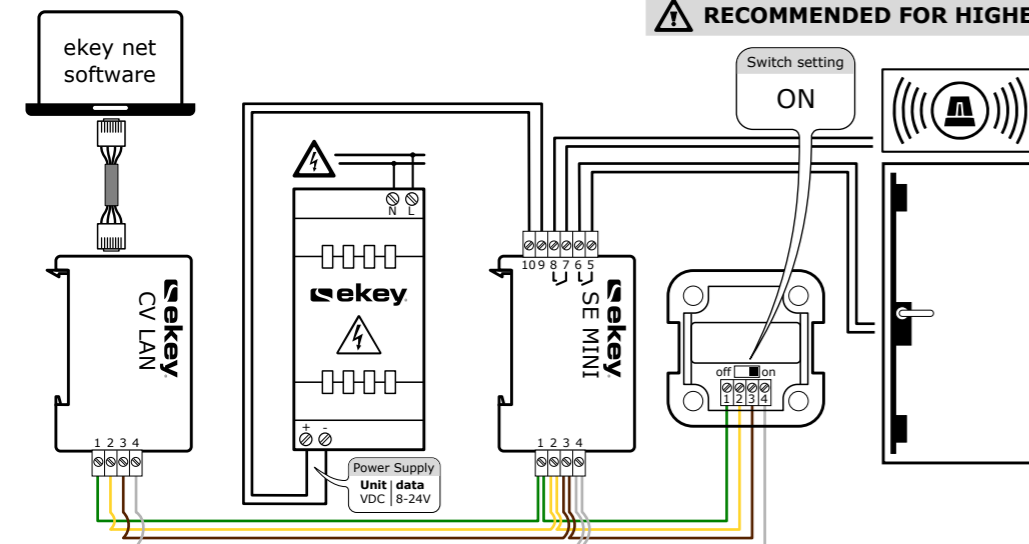 RECOMMENDED FOR HIGHE
ekey net
software
Switch setting
ON
N L
10 9 8 7 6 5
ekey
CV LAN
ekey
ekey
SE MINI
off on
1 2 3 4
+ -
1 2 3 4
1 2 3 4
Power Supply
Unit | data
VDC | 8-24V